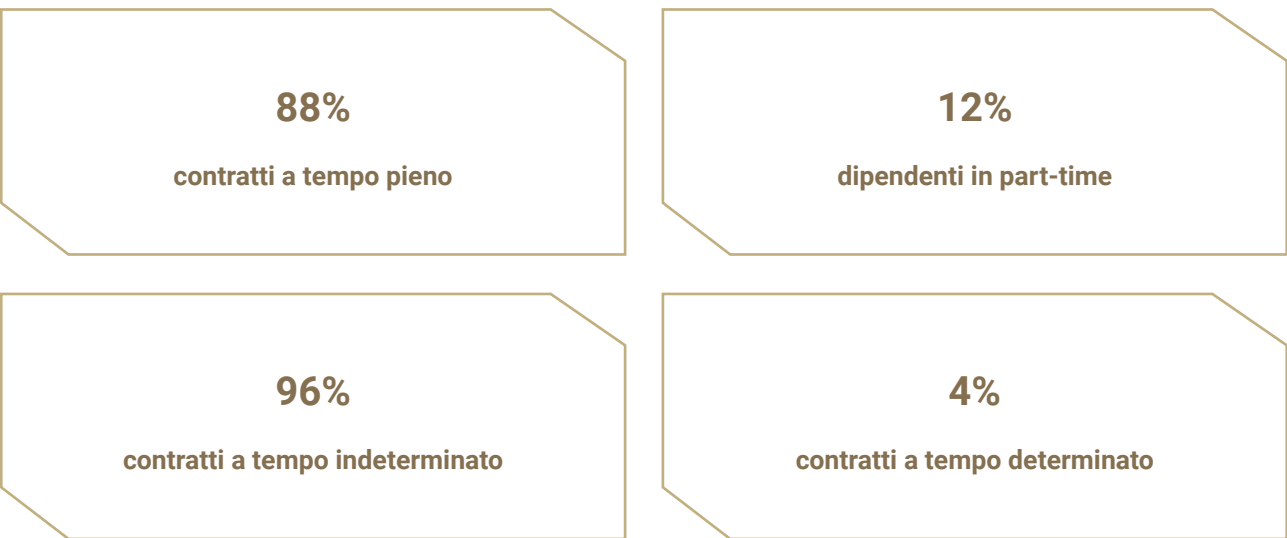 88%
contratti a tempo pieno
12%
dipendenti in part-time
96%
contratti a tempo indeterminato
4%
contratti a tempo determinato